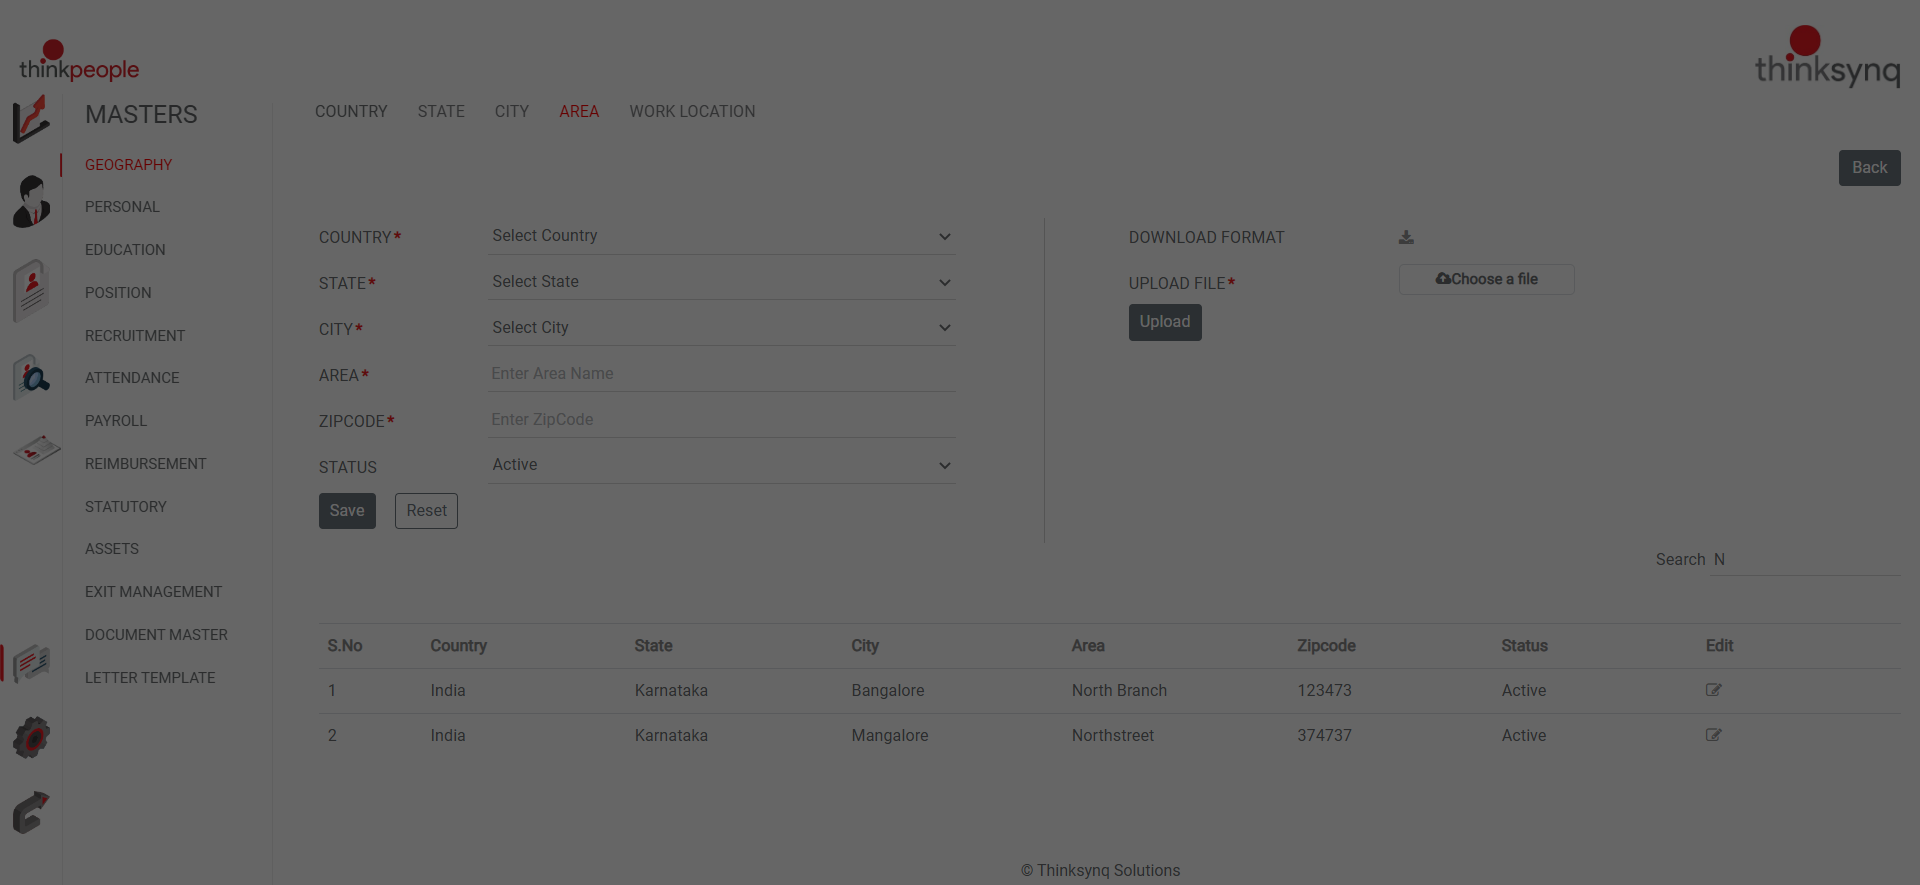 thinkpeople
thinksynq
MASTERS
GEOGRAPHY
PERSONAL
EDUCATION
POSITION
RECRUITMENT
ATTENDANCE
PAYROLL
REIMBURSEMENT
STATUTORY
ASSETS
EXIT MANAGEMENT
DOCUMENT MASTER
LETTER TEMPLATE
COUNTRY STATE CITY AREA WORK LOCATION
Back
COUNTRY* Select Country
STATE* Select State
CITY* Select City
AREA* Enter Area Name
ZIPCODE* Enter ZipCode
STATUS Active
Save Reset
DOWNLOAD FORMAT
UPLOAD FILE* Choose a file
Upload
Search N
S.No Country State City Area Zipcode Status Edit
1 India Karnataka Bangalore North Branch 123473 Active
2 India Karnataka Mangalore Northstreet 374737 Active
© Thinksynq Solutions